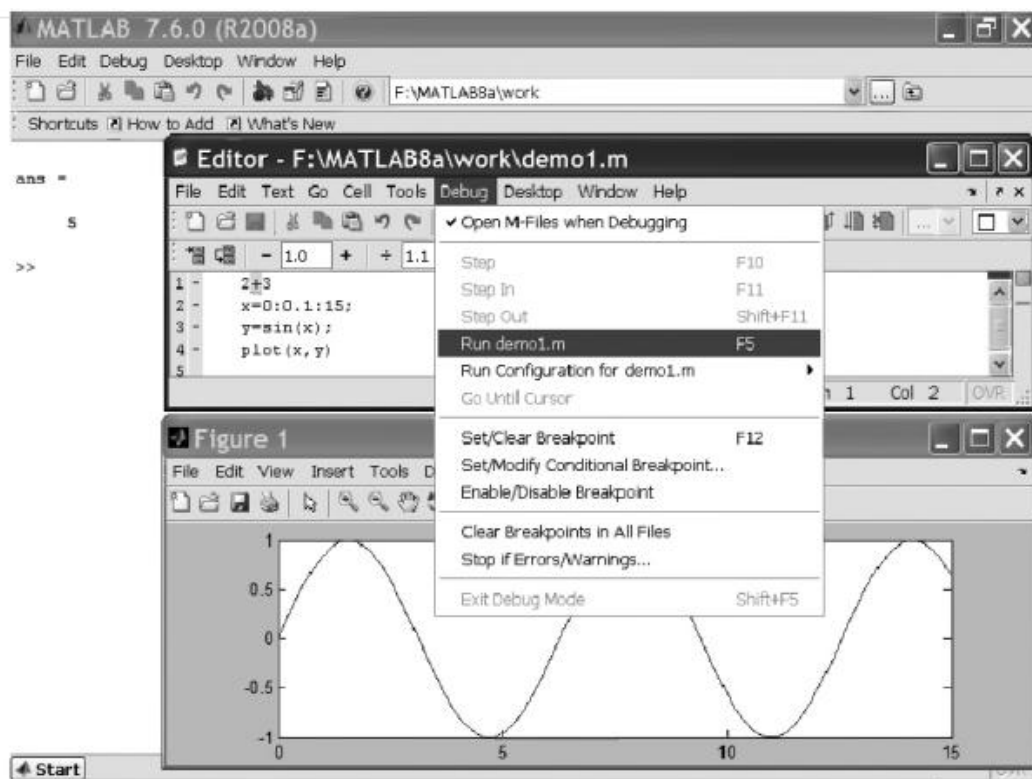 MATLAB 7.6.0 (R2008a)
File Edit Debug Desktop Window Help
F:\MATLAB8a\work
Shortcuts How to Add What's New
Editor - F:\MATLAB8a\work\demo1.m
ans =
5
>>
File Edit Text Go Cell Tools Debug Desktop Window Help
- 1.0 + ÷ 1.1
1 - 2+3
2 - x=0:0.1:15;
3 - y=sin(x);
4 - plot(x,y)
5
Open M-Files when Debugging
Step F10
Step In F11
Step Out Shift+F11
Run demo1.m F5
Run Configuration for demo1.m
Go Until Cursor
Set/Clear Breakpoint F12
Set/Modify Conditional Breakpoint...
Enable/Disable Breakpoint
Clear Breakpoints in All Files
Stop if Errors/Warnings...
Exit Debug Mode Shift+F5
1 Col 2 OVR
Figure 1
File Edit View Insert Tools D
1
0.5
0
-0.5
-1
0 5 10 15
Start